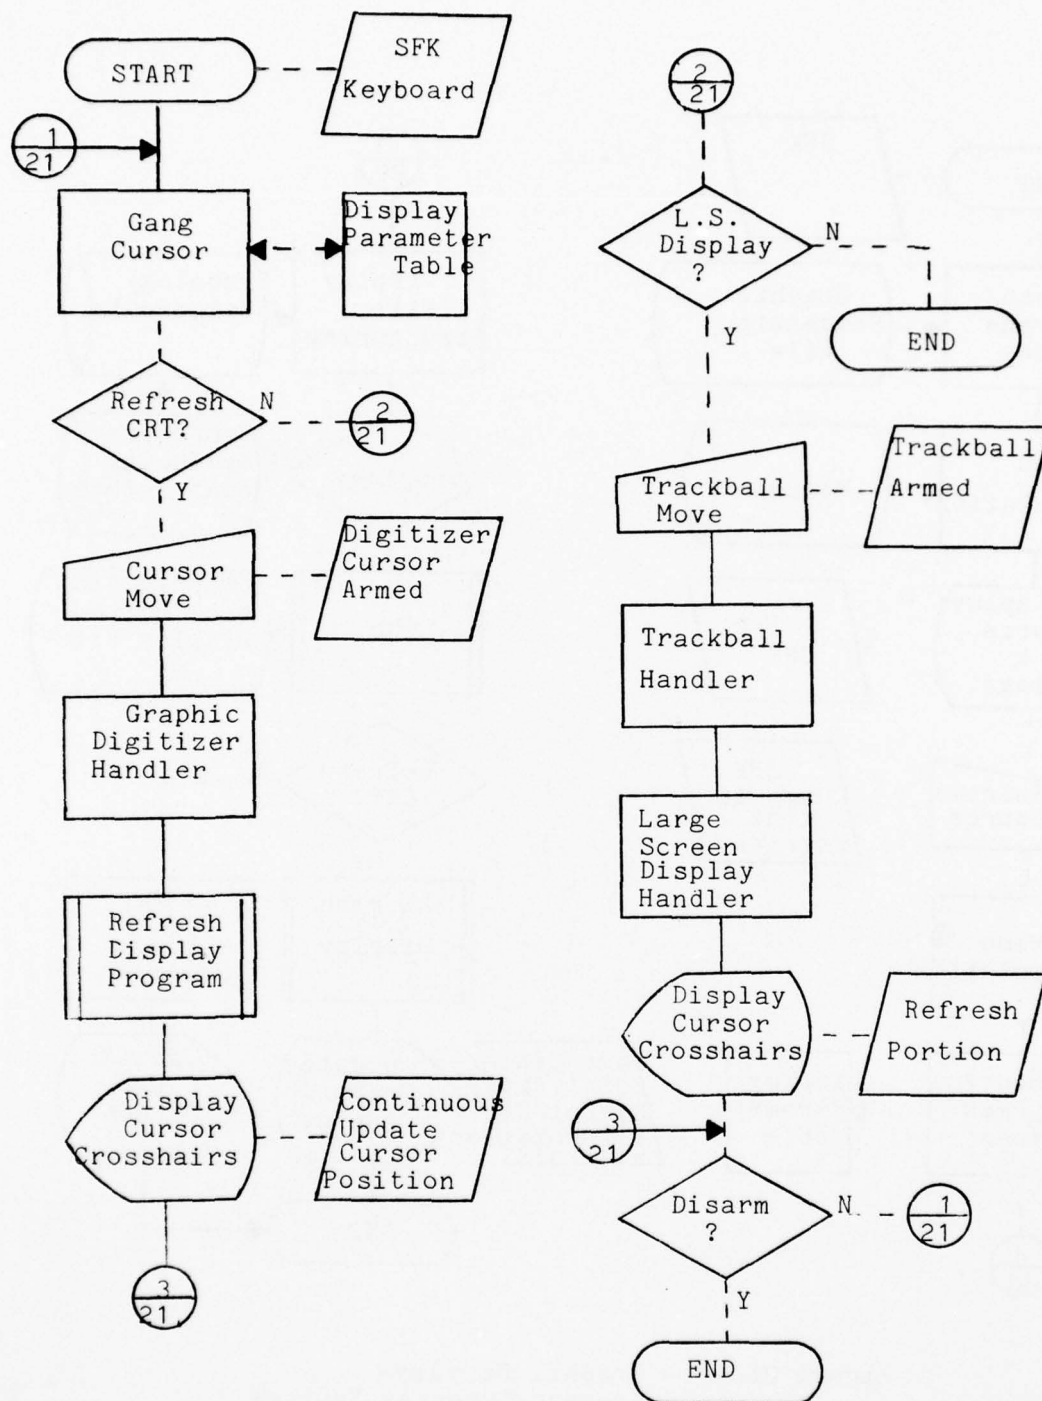 START
SFK
Keyboard
1
21
Gang
Cursor
Display
Parameter
Table
Refresh
CRT?
N
2
21
Y
Cursor
Move
Digitizer
Cursor
Armed
Graphic
Digitizer
Handler
Refresh
Display
Program
Display
Cursor
Crosshairs
Continuous
Update
Cursor
Position
3
21
2
21
L.S.
Display
?
N
END
Y
Trackball
Move
Trackball
Armed
Trackball
Handler
Large
Screen
Display
Handler
Display
Cursor
Crosshairs
Refresh
Portion
3
21
Disarm
?
N
1
21
Y
END